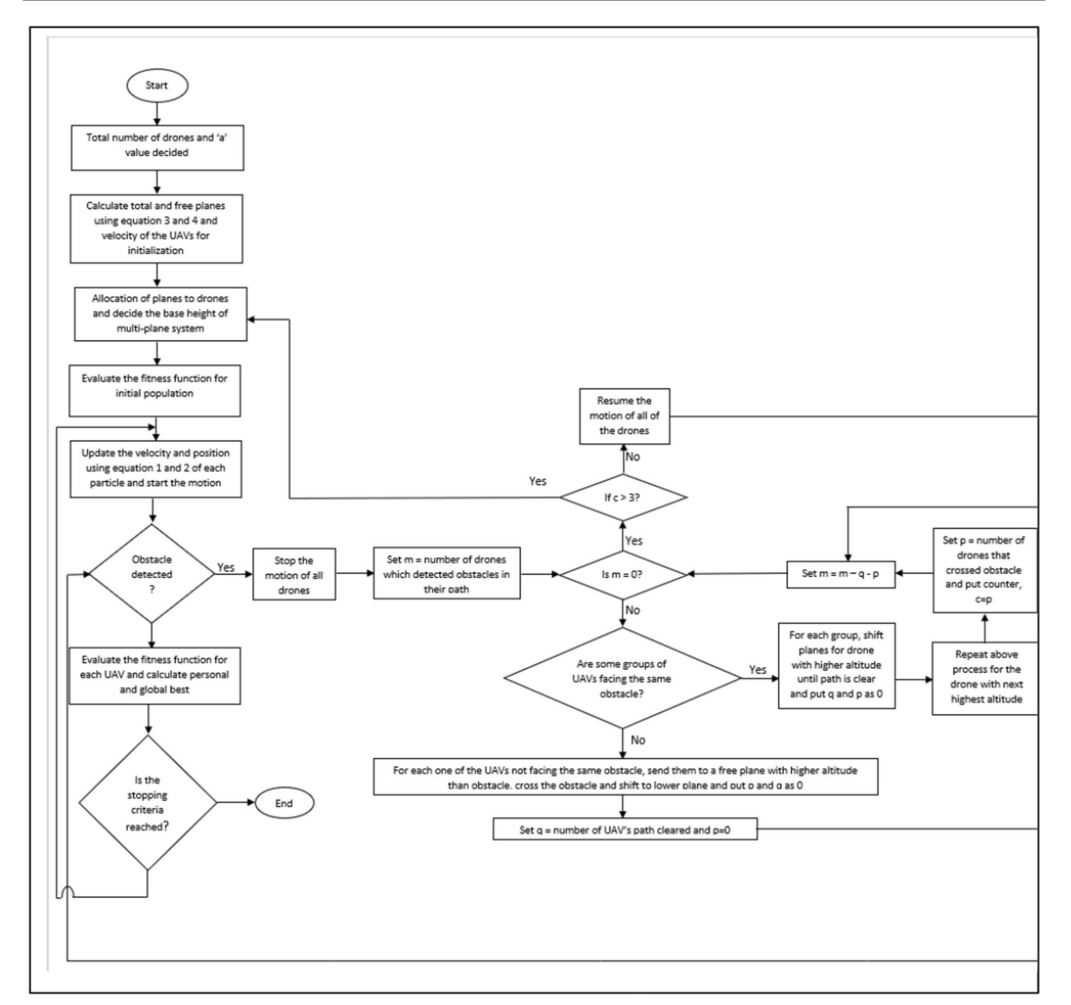 Start
Total number of drones and ‘a’
value decided
Calculate total and free planes
using equation 3 and 4 and
velocity of the UAVs for
initialization
Allocation of planes to drones
and decide the base height of
multi-plane system
Evaluate the fitness function for
initial population
Update the velocity and position
using equation 1 and 2 of each
particle and start the motion
Obstacle
detected
?
Yes
Stop the
motion of all
drones
Set m = number of drones
which detected obstacles in
their path
Is m = 0?
Yes
If c > 3?
Yes
No
Resume the
motion of all of
the drones
No
Are some groups of
UAVs facing the same
obstacle?
Yes
For each group, shift
planes for drone
with higher altitude
until path is clear
and put q and p as 0
Repeat above
process for the
drone with next
highest altitude
Set p = number of
drones that
crossed obstacle
and put counter,
c=p
Set m = m – q - p
No
For each one of the UAVs not facing the same obstacle, send them to a free plane with higher altitude
than obstacle. cross the obstacle and shift to lower plane and put p and q as 0
Set q = number of UAV's path cleared and p=0
Evaluate the fitness function for
each UAV and calculate personal
and global best
Is the
stopping
criteria
reached?
End